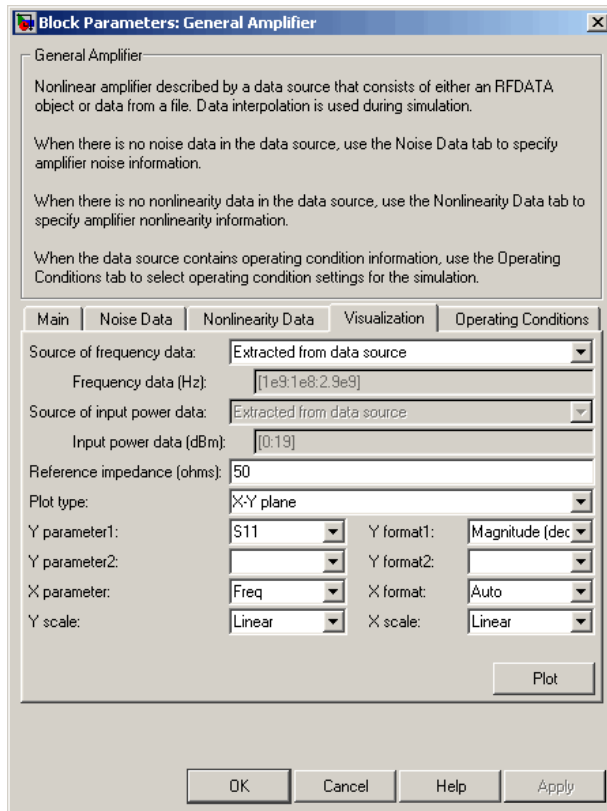 Block Parameters: General Amplifier
General Amplifier
Nonlinear amplifier described by a data source that consists of either an RFDATA
object or data from a file. Data interpolation is used during simulation.
When there is no noise data in the data source, use the Noise Data tab to specify
amplifier noise information.
When there is no nonlinearity data in the data source, use the Nonlinearity Data tab to
specify amplifier nonlinearity information.
When the data source contains operating condition information, use the Operating
Conditions tab to select operating condition settings for the simulation.
Main Noise Data Nonlinearity Data Visualization Operating Conditions
Source of frequency data: Extracted from data source
Frequency data (Hz): [1e9:1e8:2.9e9]
Source of input power data: Extracted from data source
Input power data (dBm): [0:19]
Reference impedance (ohms): 50
Plot type: X-Y plane
Y parameter1: S11 Y format1: Magnitude (dec
Y parameter2: Y format2:
X parameter: Freq X format: Auto
Y scale: Linear X scale: Linear
Plot
OK Cancel Help Apply